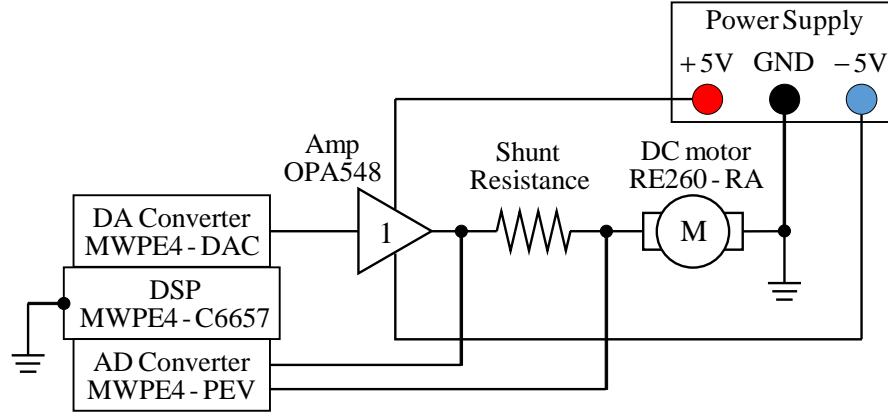 Power Supply
+5V GND −5V
Amp
OPA548
Shunt
Resistance
DC motor
RE260-RA
DA Converter
MWPE4-DAC
1
M
DSP
MWPE4-C6657
AD Converter
MWPE4-PEV